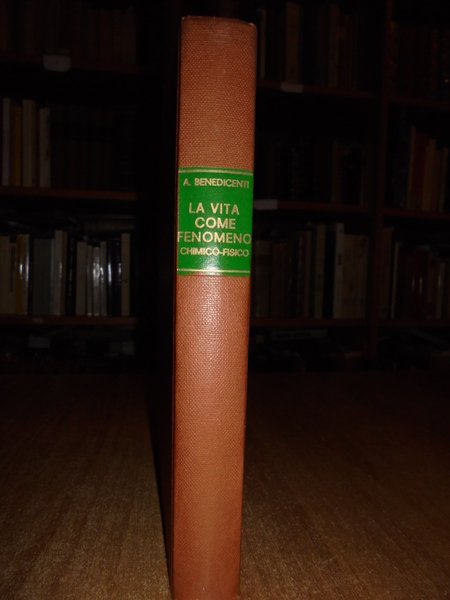 A. BENEDICENTI
LA VITA
COME
FENOMENO
CHIMICO-FISICO